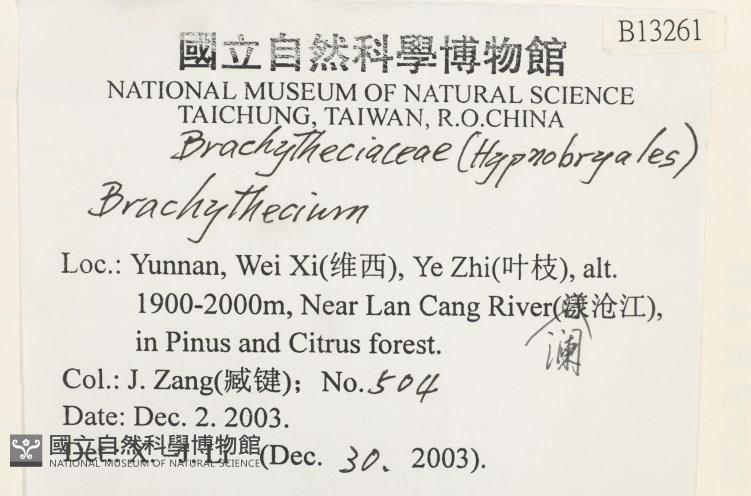 B13261
國立自然科學博物館
NATIONAL MUSEUM OF NATURAL SCIENCE
TAICHUNG, TAIWAN, R.O.CHINA
Brachytheciaceae (Hypnobryales)
Brachythecium
Loc.: Yunnan, Wei Xi(维西), Ye Zhi(叶枝), alt.
1900-2000m, Near Lan Cang River(漾沧江),
澜
in Pinus and Citrus forest.
Col.: J. Zang(臧键); No. 504
Date: Dec. 2. 2003.
國立自然科學博物館
NATIONAL MUSEUM OF NATURAL SCIENCE
Det.: X. (Dec. 30. 2003).